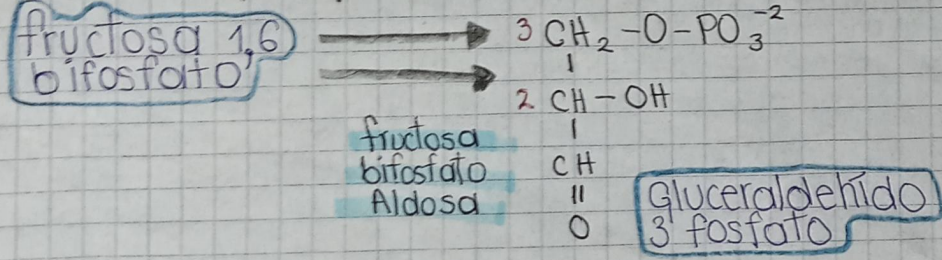 fructosa 1,6
bifosfato
3 CH₂-O-PO₃⁻²
2 CH-OH
fructosa
bifosfato
Aldosa
CH
O
Gluceraldehído
3 fosfato